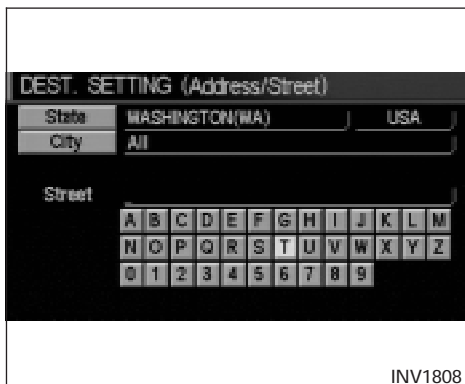 DEST. SETTING (Address/Street)
State WASHINGTON(WA) USA
City All
Street
A B C D E F G H I J K L M
N O P Q R S T U V W X Y Z
0 1 2 3 4 5 6 7 8 9
INV1808